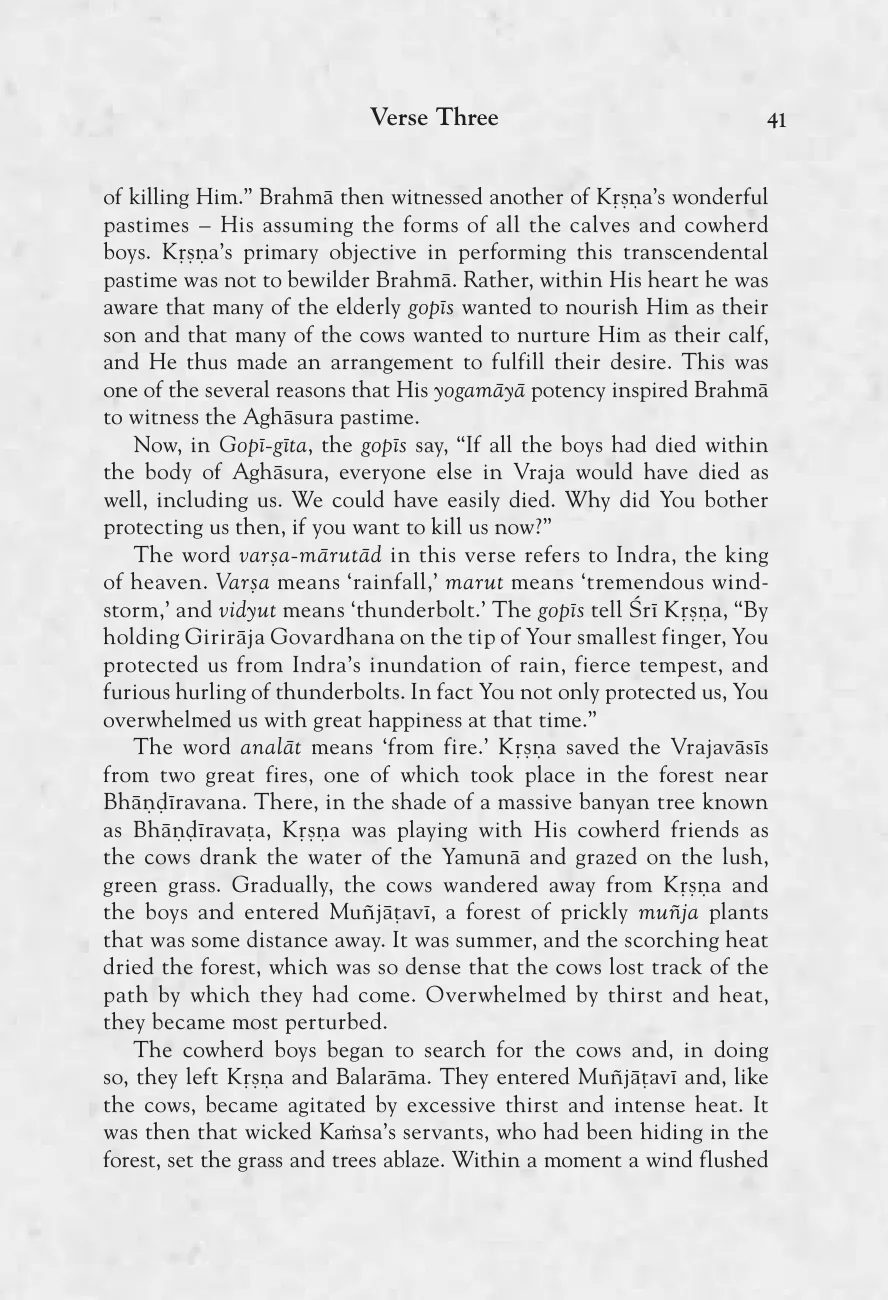 Verse Three 41
of killing Him.” Brahmā then witnessed another of Kṛṣṇa’s wonderful
pastimes – His assuming the forms of all the calves and cowherd
boys. Kṛṣṇa’s primary objective in performing this transcendental
pastime was not to bewilder Brahmā. Rather, within His heart he was
aware that many of the elderly gopīs wanted to nourish Him as their
son and that many of the cows wanted to nurture Him as their calf,
and He thus made an arrangement to fulfill their desire. This was
one of the several reasons that His yogamāyā potency inspired Brahmā
to witness the Aghāsura pastime.
Now, in Gopī-gīta, the gopīs say, “If all the boys had died within
the body of Aghāsura, everyone else in Vraja would have died as
well, including us. We could have easily died. Why did You bother
protecting us then, if you want to kill us now?”
The word varṣa-mārutād in this verse refers to Indra, the king
of heaven. Varṣa means ‘rainfall,’ marut means ‘tremendous wind-
storm,’ and vidyut means ‘thunderbolt.’ The gopīs tell Śrī Kṛṣṇa, “By
holding Girirāja Govardhana on the tip of Your smallest finger, You
protected us from Indra’s inundation of rain, fierce tempest, and
furious hurling of thunderbolts. In fact You not only protected us, You
overwhelmed us with great happiness at that time.”
The word analāt means ‘from fire.’ Kṛṣṇa saved the Vrajavāsīs
from two great fires, one of which took place in the forest near
Bhāṇḍīravana. There, in the shade of a massive banyan tree known
as Bhāṇḍīravaṭa, Kṛṣṇa was playing with His cowherd friends as
the cows drank the water of the Yamunā and grazed on the lush,
green grass. Gradually, the cows wandered away from Kṛṣṇa and
the boys and entered Muñjāṭavī, a forest of prickly muñja plants
that was some distance away. It was summer, and the scorching heat
dried the forest, which was so dense that the cows lost track of the
path by which they had come. Overwhelmed by thirst and heat,
they became most perturbed.
The cowherd boys began to search for the cows and, in doing
so, they left Kṛṣṇa and Balarāma. They entered Muñjāṭavī and, like
the cows, became agitated by excessive thirst and intense heat. It
was then that wicked Kaṁsa’s servants, who had been hiding in the
forest, set the grass and trees ablaze. Within a moment a wind flushed